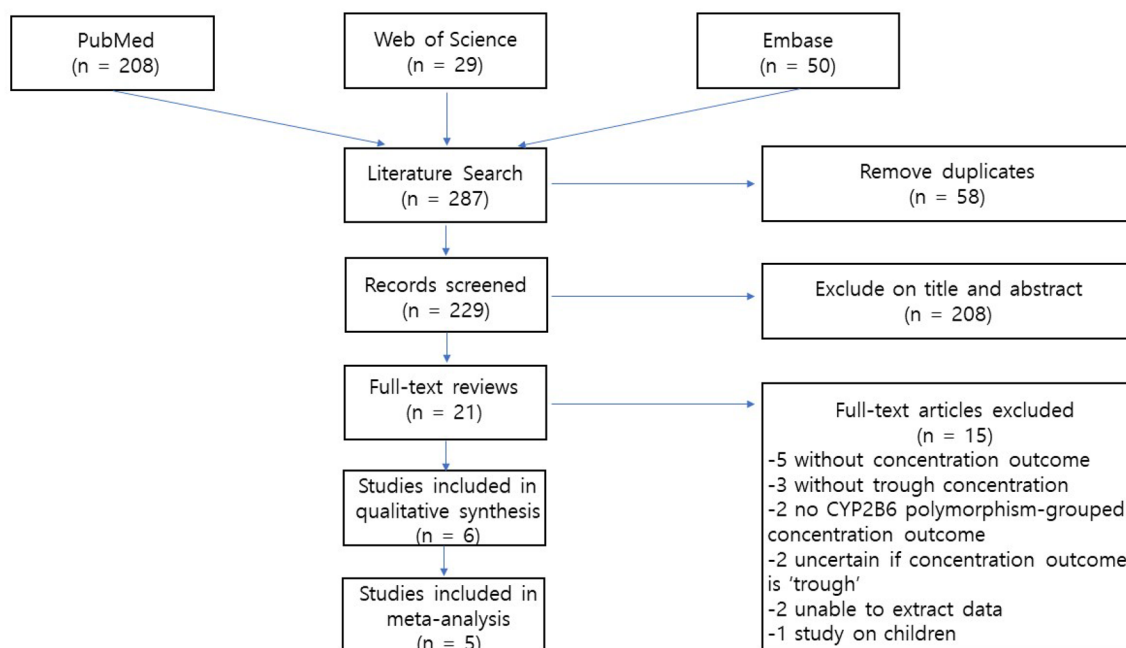 PubMed
(n = 208)
Web of Science
(n = 29)
Embase
(n = 50)
Literature Search
(n = 287)
Remove duplicates
(n = 58)
Records screened
(n = 229)
Exclude on title and abstract
(n = 208)
Full-text reviews
(n = 21)
Full-text articles excluded
(n = 15)
-5 without concentration outcome
-3 without trough concentration
-2 no CYP2B6 polymorphism-grouped
concentration outcome
-2 uncertain if concentration outcome
is ‘trough’
-2 unable to extract data
-1 study on children
Studies included in
qualitative synthesis
(n = 6)
Studies included in
meta-analysis
(n = 5)